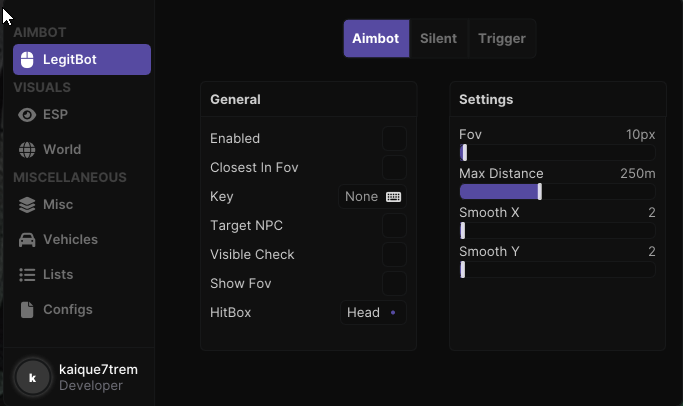 AIMBOT
LegitBot
VISUALS
ESP
World
MISCELLANEOUS
Misc
Vehicles
Lists
Configs
k
kaique7trem
Developer
Aimbot Silent Trigger
General
Enabled
Closest In Fov
Key None
Target NPC
Visible Check
Show Fov
HitBox Head
Settings
Fov 10px
Max Distance 250m
Smooth X 2
Smooth Y 2